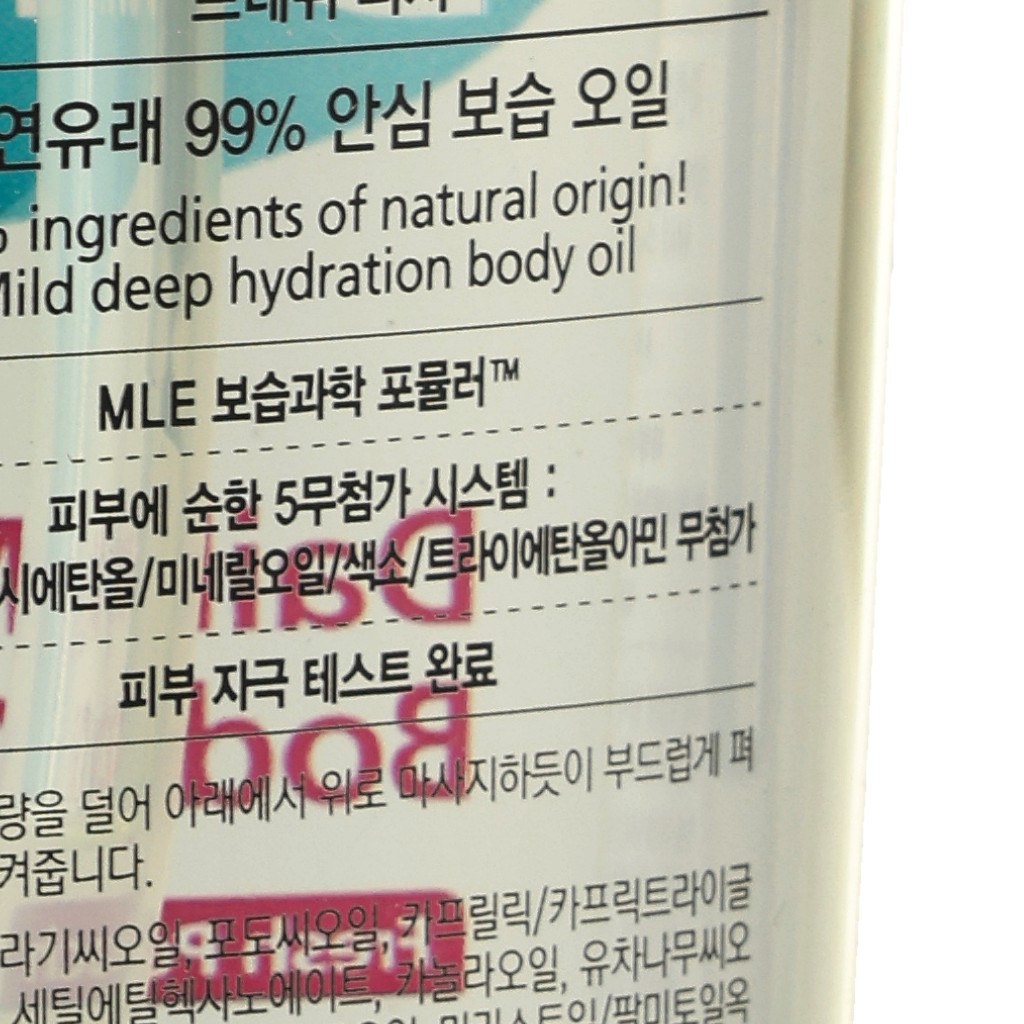 연유래 99% 안심 보습 오일
ingredients of natural origin!
Mild deep hydration body oil
MLE 보습과학 포뮬러™
피부에 순한 5무첨가 시스템 :
시에탄올/미네랄오일/색소/트라이에탄올아민 무첨가
피부 자극 테스트 완료
량을 덜어 아래에서 위로 마사지하듯이 부드럽게 펴
켜줍니다.
라기씨오일, 포도씨오일, 카프릴릭/카프릭트라이글
세틸에틸헥사노에이트, 카놀라오일, 유차나무씨오